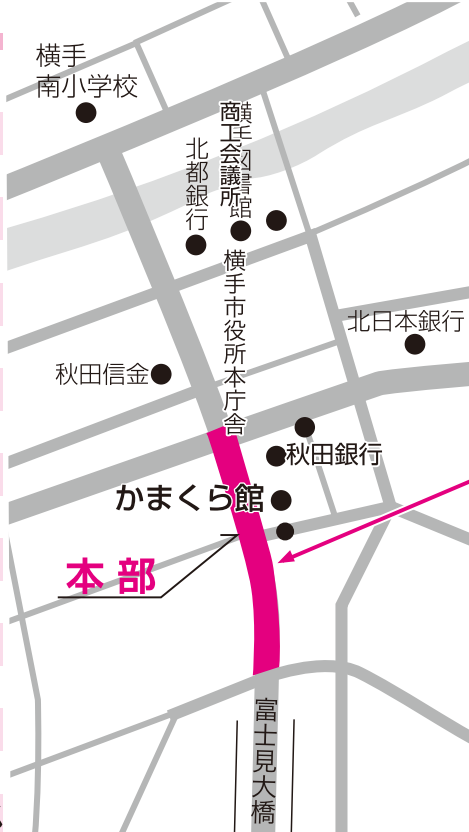 横手
南小学校
商工会議所
横手図書館
北都銀行
横手市役所本庁舎
北日本銀行
秋田信金
秋田銀行
かまくら館
本部
富士見大橋